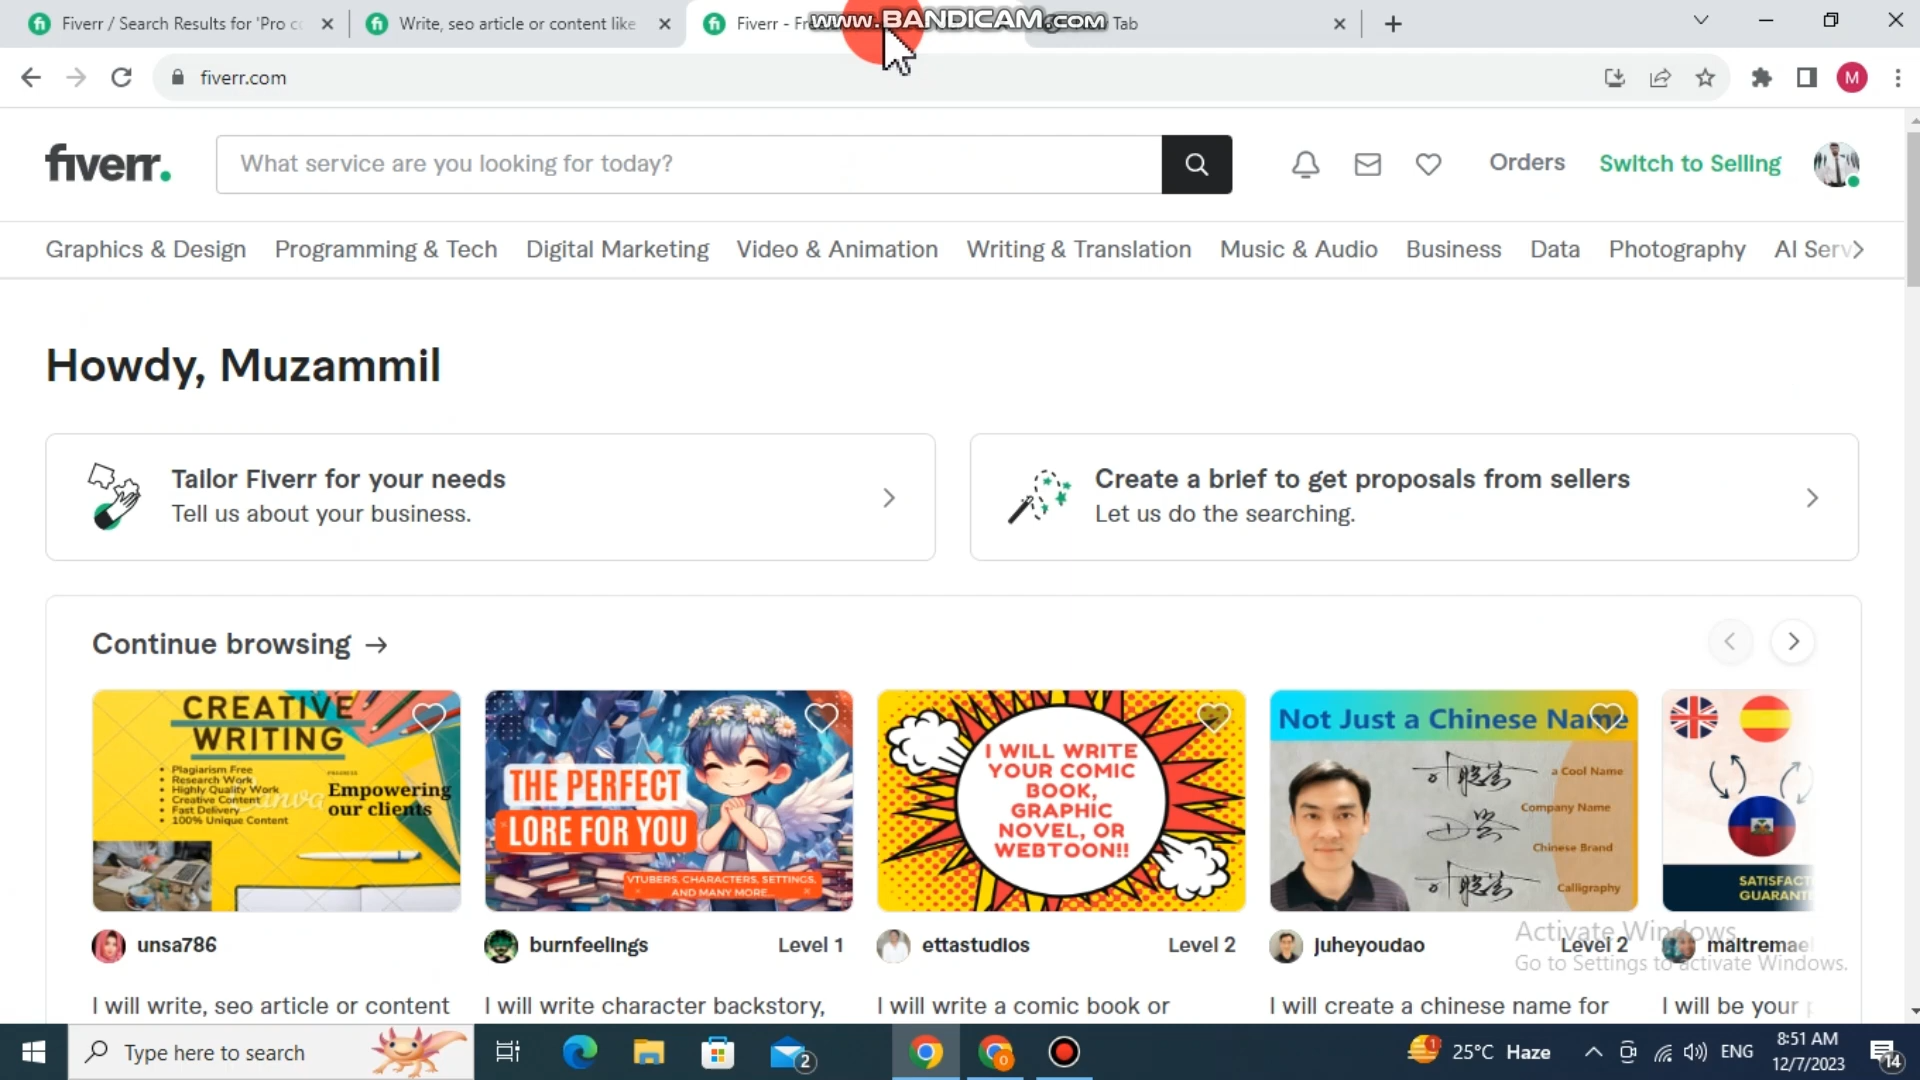 Fiverr / Search Results for 'Pro co
Write, seo article or content like
Fiverr - Fre
Tab
www.BANDICAM.com
fiverr.com
M
fiverr.
What service are you looking for today?
Orders
Switch to Selling
Graphics & Design
Programming & Tech
Digital Marketing
Video & Animation
Writing & Translation
Music & Audio
Business
Data
Photography
AI Serv
Howdy, Muzammil
Tailor Fiverr for your needs
Tell us about your business.
Create a brief to get proposals from sellers
Let us do the searching.
Continue browsing →
CREATIVE
WRITING
• Plagiarism Free
• Research Work
• Highly Quality Work
• Creative Content
• Fast Delivery
• 100% Unique Content
Empowering
our clients
THE PERFECT
LORE FOR YOU
VTUBERS, CHARACTERS, SETTINGS,
AND MANY MORE...
I WILL WRITE
YOUR COMIC
BOOK,
GRAPHIC
NOVEL, OR
WEBTOON!!
Not Just a Chinese Name
a Cool Name
Company Name
Chinese Brand
Calligraphy
SATISFACT
GUARANT
unsa786
burnfeelings
Level 1
ettastudios
Level 2
juheyoudao
Level 2
maitremae
Activate Windows
Go to Settings to activate Windows.
I will write, seo article or content
I will write character backstory,
I will write a comic book or
I will create a chinese name for
I will be your
Type here to search
2
1
25°C Haze
ENG
8:51 AM
12/7/2023
14